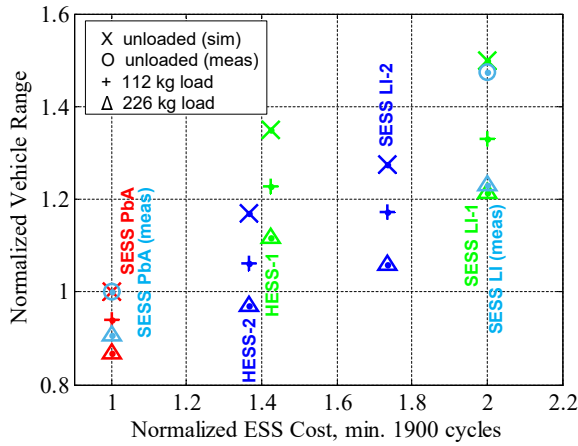 1.6
1.4
1.2
1
0.8
Normalized Vehicle Range
X unloaded (sim)
O unloaded (meas)
+ 112 kg load
Δ 226 kg load
SESS PbA
SESS PbA (meas)
HESS-2
HESS-1
SESS LI-2
SESS LI-1
SESS LI (meas)
1 1.2 1.4 1.6 1.8 2 2.2
Normalized ESS Cost, min. 1900 cycles